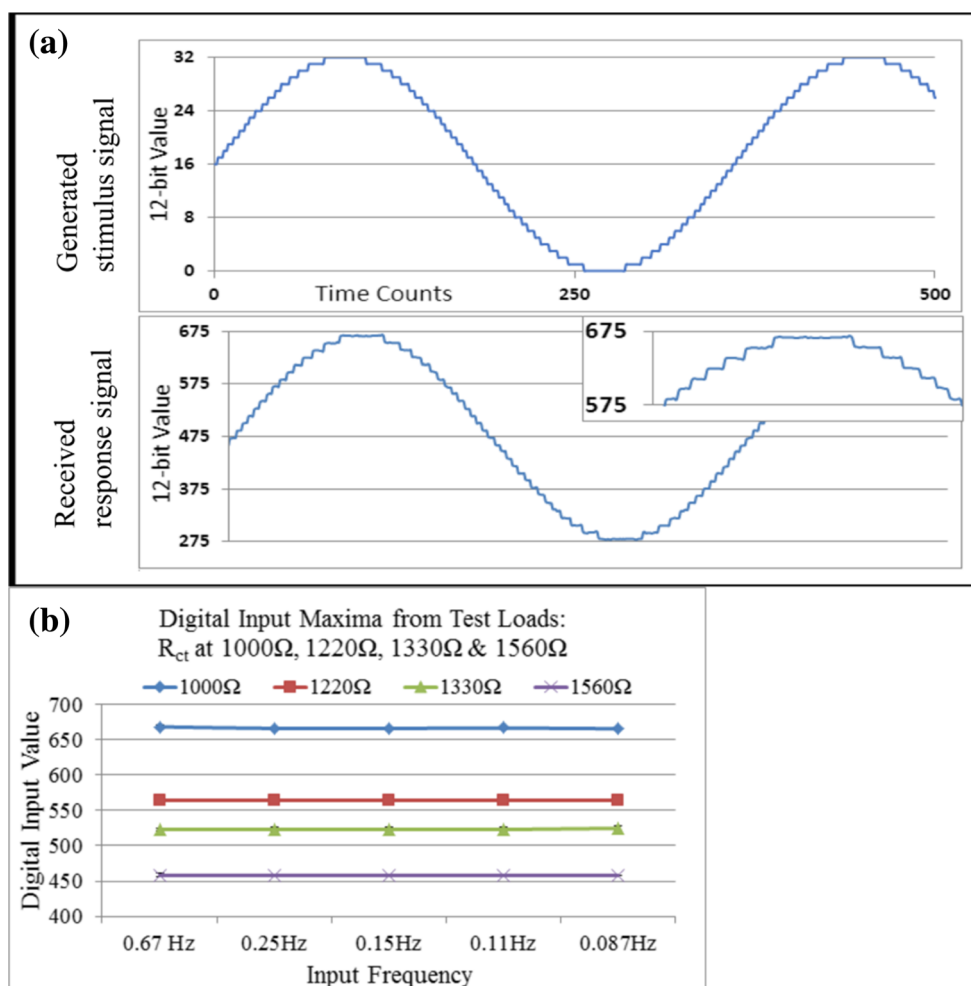 (a)
Generated
stimulus signal
12-bit Value
32
24
16
8
0
0
Time Counts
250
500
Received
response signal
12-bit Value
675
575
475
375
275
675
575
(b)
Digital Input Maxima from Test Loads:
Rct at 1000Ω, 1220Ω, 1330Ω & 1560Ω
1000Ω
1220Ω
1330Ω
1560Ω
Digital Input Value
700
650
600
550
500
450
400
0.67 Hz
0.25Hz
0.15Hz
0.11Hz
0.087Hz
Input Frequency